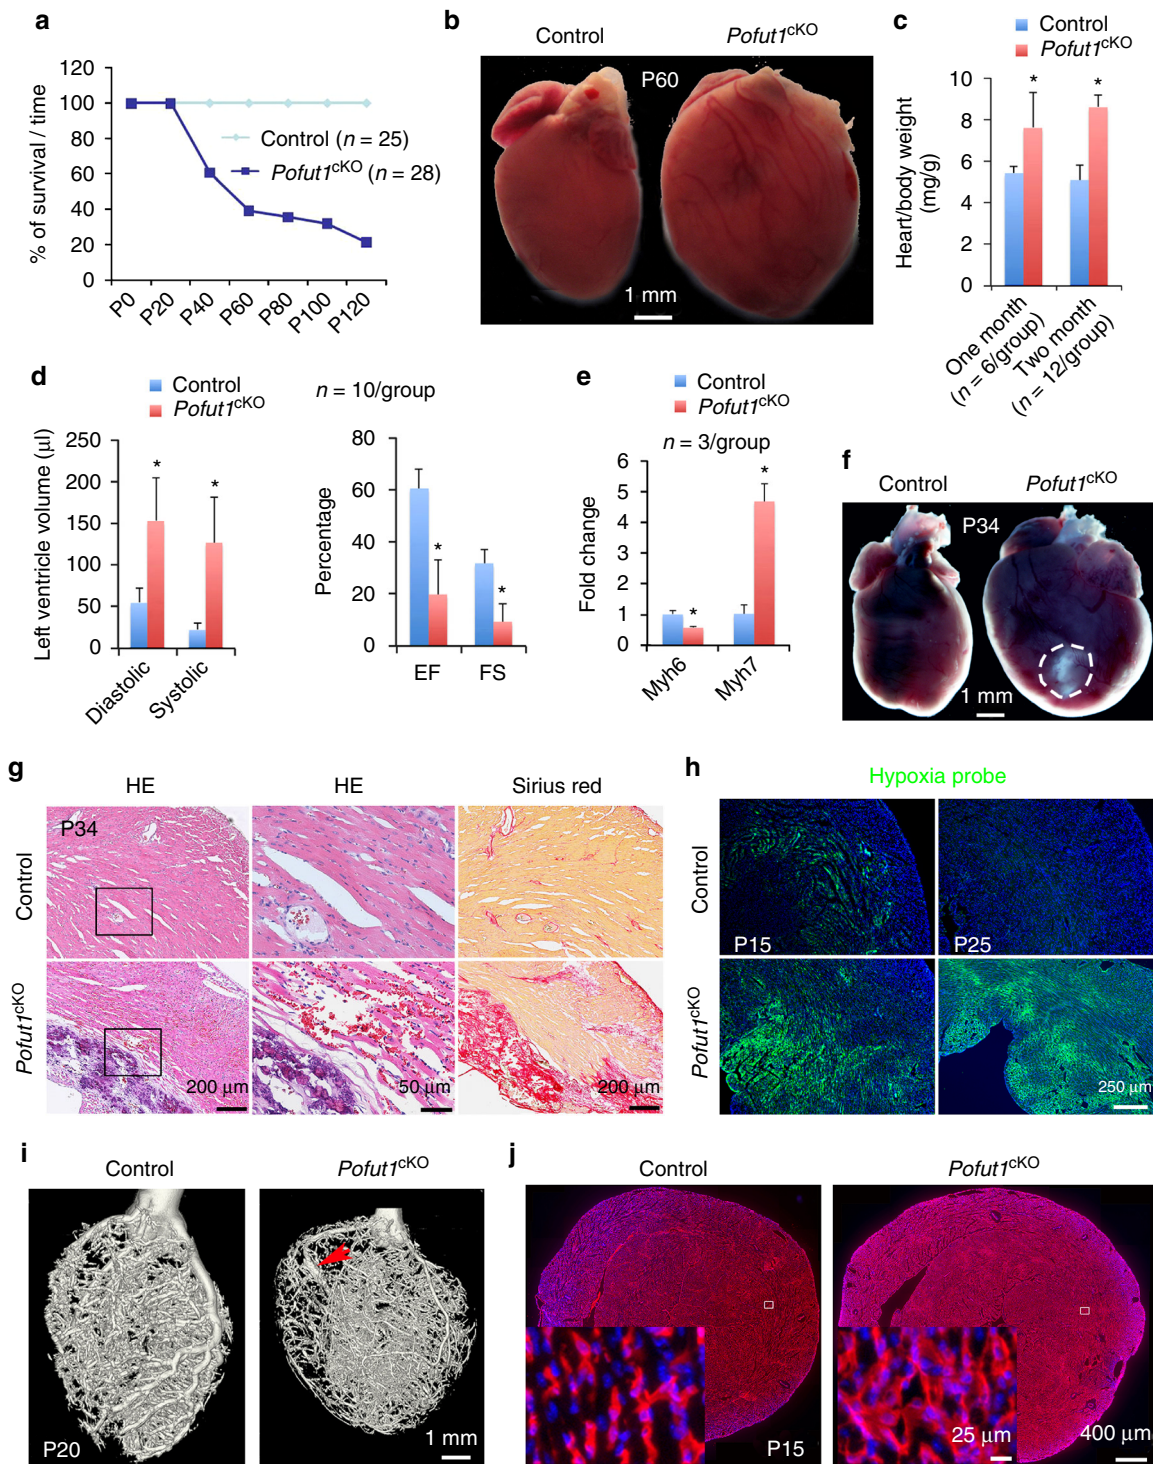 a
120
100
80
60
40
20
0
% of survival / time
Control (n = 25)
Pofut1cKO (n = 28)
P0
P20
P40
P60
P80
P100
P120
b
Control
Pofut1cKO
P60
1 mm
c
Control
Pofut1cKO
10
8
6
4
2
0
Heart/body weight
(mg/g)
One month
(n = 6/group)
Two month
(n = 12/group)
*
*
d
Control
Pofut1cKO
n = 10/group
Left ventricle volume (μl)
250
200
150
100
50
0
*
*
Diastolic
Systolic
Percentage
80
60
40
20
0
*
*
EF
FS
e
Control
Pofut1cKO
n = 3/group
Fold change
6
5
4
3
2
1
0
*
*
Myh6
Myh7
f
Control
Pofut1cKO
P34
1 mm
g
HE
HE
Sirius red
Control
P34
Pofut1cKO
200 μm
50 μm
200 μm
h
Hypoxia probe
Control
P15
P25
Pofut1cKO
250 μm
i
Control
Pofut1cKO
P20
1 mm
j
Control
Pofut1cKO
P15
25 μm
400 μm